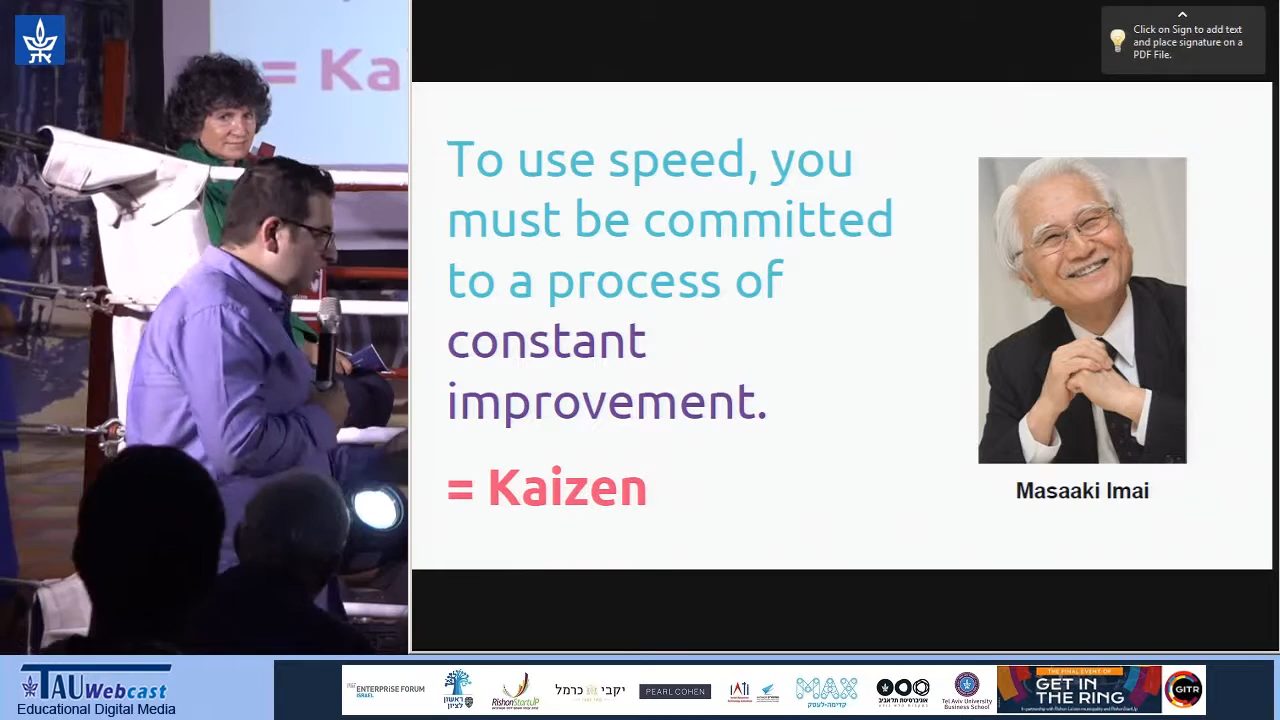 = Ka
Click on Sign to add text
and place signature on a
PDF File.
To use speed, you
must be committed
to a process of
constant
improvement.
= Kaizen
Masaaki Imai
TAUWebcast
Educational Digital Media
ENTERPRISE FORUM
ISRAEL
ראשון
לציון
RishonStartUP
יקבי כרמל
PEARL COHEN
MAX
קדימה-לעסק
אוניברסיטת תל אביב
Tel Aviv University
Business School
THE FINAL EVENT OF
GET IN
THE RING
GITR